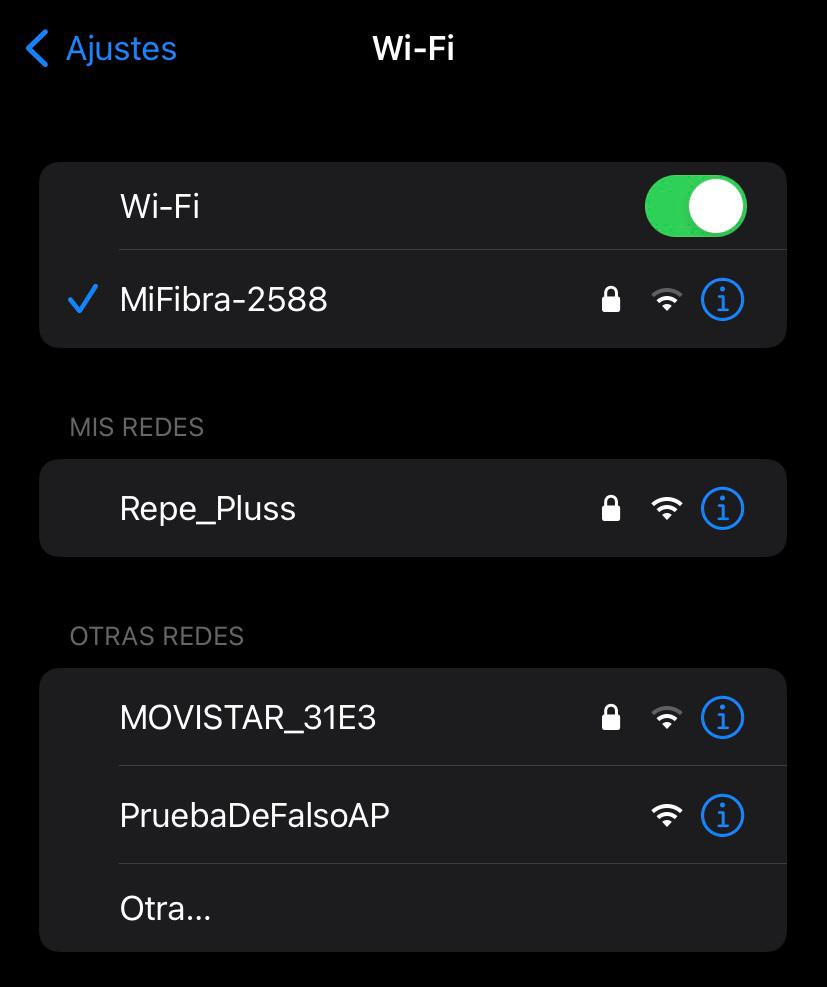 Ajustes
Wi-Fi
Wi-Fi
MiFibra-2588
MIS REDES
Repe_Pluss
OTRAS REDES
MOVISTAR_31E3
PruebaDeFalsoAP
Otra...